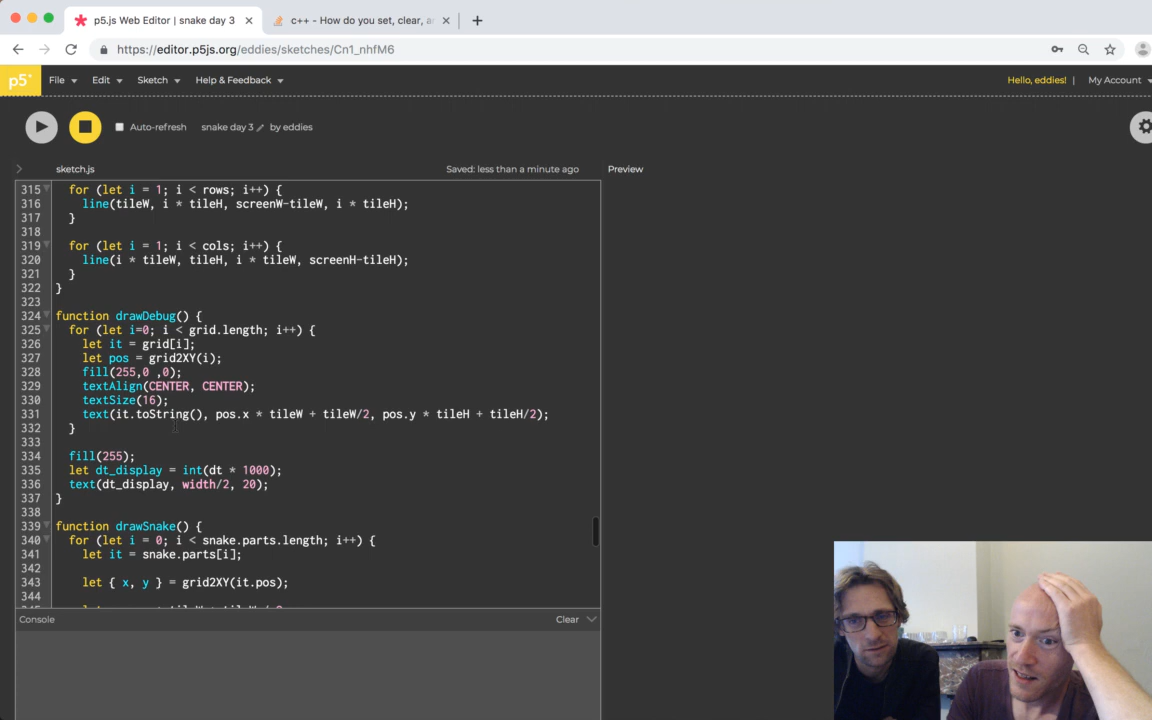 p5.js Web Editor | snake day 3
c++ - How do you set, clear, a
https://editor.p5js.org/eddies/sketches/Cn1_nhfM6
p5*
File
Edit
Sketch
Help & Feedback
Hello, eddies! |
My Account
Auto-refresh
snake day 3 by eddies
sketch.js
Saved: less than a minute ago
Preview
315 for (let i = 1; i < rows; i++) {
316 line(tileW, i * tileH, screenW-tileW, i * tileH);
317 }
318
319 for (let i = 1; i < cols; i++) {
320 line(i * tileW, tileH, i * tileW, screenH-tileH);
321 }
322 }
323
324 function drawDebug() {
325 for (let i=0; i < grid.length; i++) {
326 let it = grid[i];
327 let pos = grid2XY(i);
328 fill(255,0 ,0);
329 textAlign(CENTER, CENTER);
330 textSize(16);
331 text(it.toString(), pos.x * tileW + tileW/2, pos.y * tileH + tileH/2);
332 }
333
334 fill(255);
335 let dt_display = int(dt * 1000);
336 text(dt_display, width/2, 20);
337 }
338
339 function drawSnake() {
340 for (let i = 0; i < snake.parts.length; i++) {
341 let it = snake.parts[i];
342
343 let { x, y } = grid2XY(it.pos);
344
Console
Clear